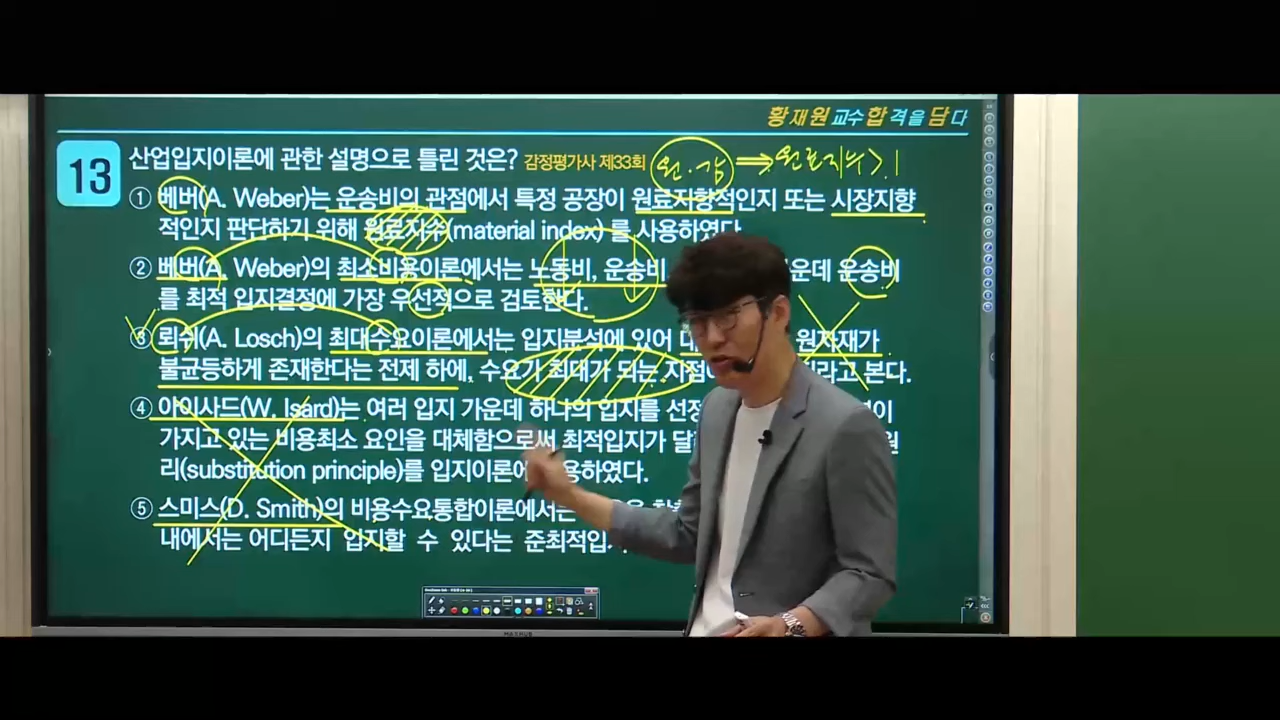 황재원 교수 합격을 담다
13 산업입지이론에 관한 설명으로 틀린 것은? 감정평가사 제33회 원·감 ⇒ 원료지수 > 1
① 베버(A. Weber)는 운송비의 관점에서 특정 공장이 원료지향적인지 또는 시장지향
적인지 판단하기 위해 원료지수(material index) 를 사용하였다.
② 베버(A. Weber)의 최소비용이론에서는 노동비, 운송비 운데 운송비
를 최적 입지결정에 가장 우선적으로 검토한다.
③ 뢰쉬(A. Losch)의 최대수요이론에서는 입지분석에 있어 원자재가
불균등하게 존재한다는 전제 하에, 수요가 최대가 되는 지점 라고 본다.
④ 아이사드(W. Isard)는 여러 입지 가운데 하나의 입지를 선정
가지고 있는 비용최소 요인을 대체함으로써 최적입지가 원
리(substitution principle)를 입지이론에 용하였다.
⑤ 스미스(D. Smith)의 비용수요통합이론에서는
내에서는 어디든지 입지할 수 있다는 준최적입
MAXHUB